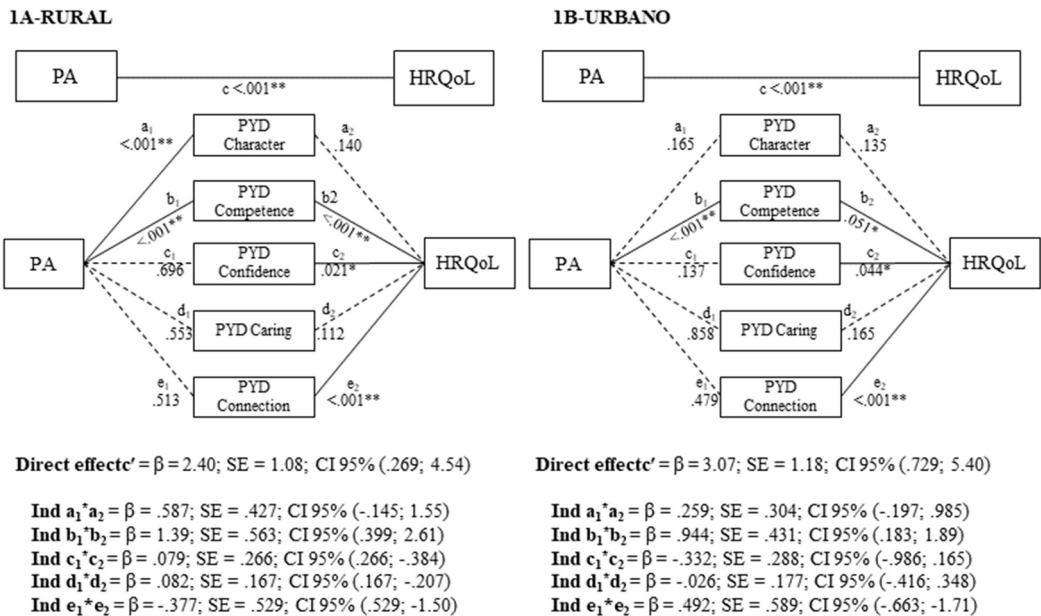 1A-RURAL
PA
HRQoL
c <.001**
a₁
<.001**
PYD
Character
a₂
.140
b₁
<.001**
PYD
Competence
b2
<.001**
PA
c₁
.696
PYD
Confidence
c₂
.021*
HRQoL
d₁
.553
PYD Caring
d₂
.112
e₁
.513
PYD
Connection
e₂
<.001**
Direct effectc′ = β = 2.40; SE = 1.08; CI 95% (.269; 4.54)
Ind a₁*a₂ = β = .587; SE = .427; CI 95% (-.145; 1.55)
Ind b₁*b₂ = β = 1.39; SE = .563; CI 95% (.399; 2.61)
Ind c₁*c₂ = β = .079; SE = .266; CI 95% (.266; -.384)
Ind d₁*d₂ = β = .082; SE = .167; CI 95% (.167; -.207)
Ind e₁*e₂ = β = -.377; SE = .529; CI 95% (.529; -1.50)
1B-URBANO
PA
HRQoL
c <.001**
a₁
.165
PYD
Character
a₂
.135
b₁
<.001**
PYD
Competence
b₂
.051*
PA
c₁
.137
PYD
Confidence
c₂
.044*
HRQoL
d₁
.858
PYD Caring
d₂
.165
e₁
.479
PYD
Connection
e₂
<.001**
Direct effectc′ = β = 3.07; SE = 1.18; CI 95% (.729; 5.40)
Ind a₁*a₂ = β = .259; SE = .304; CI 95% (-.197; .985)
Ind b₁*b₂ = β = .944; SE = .431; CI 95% (.183; 1.89)
Ind c₁*c₂ = β = -.332; SE = .288; CI 95% (-.986; .165)
Ind d₁*d₂ = β = -.026; SE = .177; CI 95% (-.416; .348)
Ind e₁*e₂ = β = .492; SE = .589; CI 95% (-.663; -1.71)